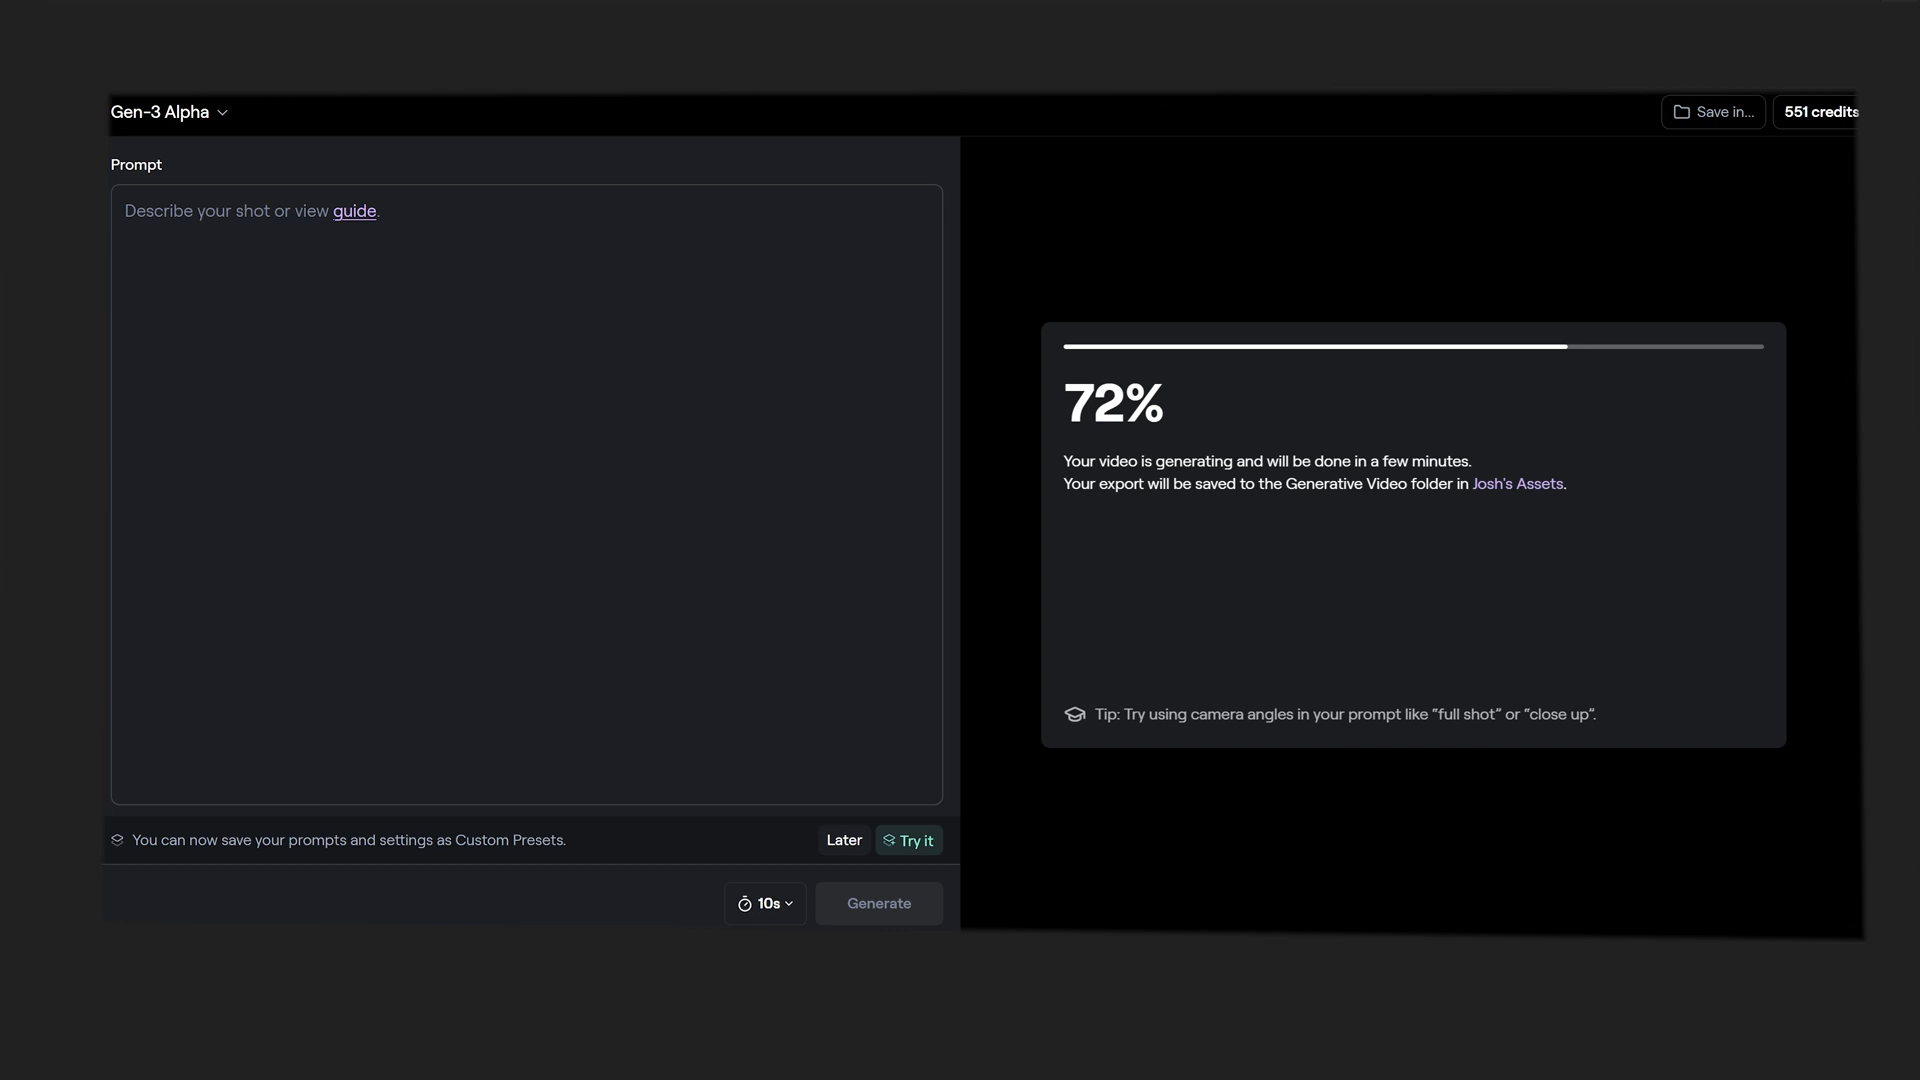 Gen-3 Alpha
Save in...
551 credits
Prompt
Describe your shot or view guide.
72%
Your video is generating and will be done in a few minutes.
Your export will be saved to the Generative Video folder in Josh's Assets.
Tip: Try using camera angles in your prompt like “full shot” or “close up”.
You can now save your prompts and settings as Custom Presets.
Later
Try it
10s
Generate